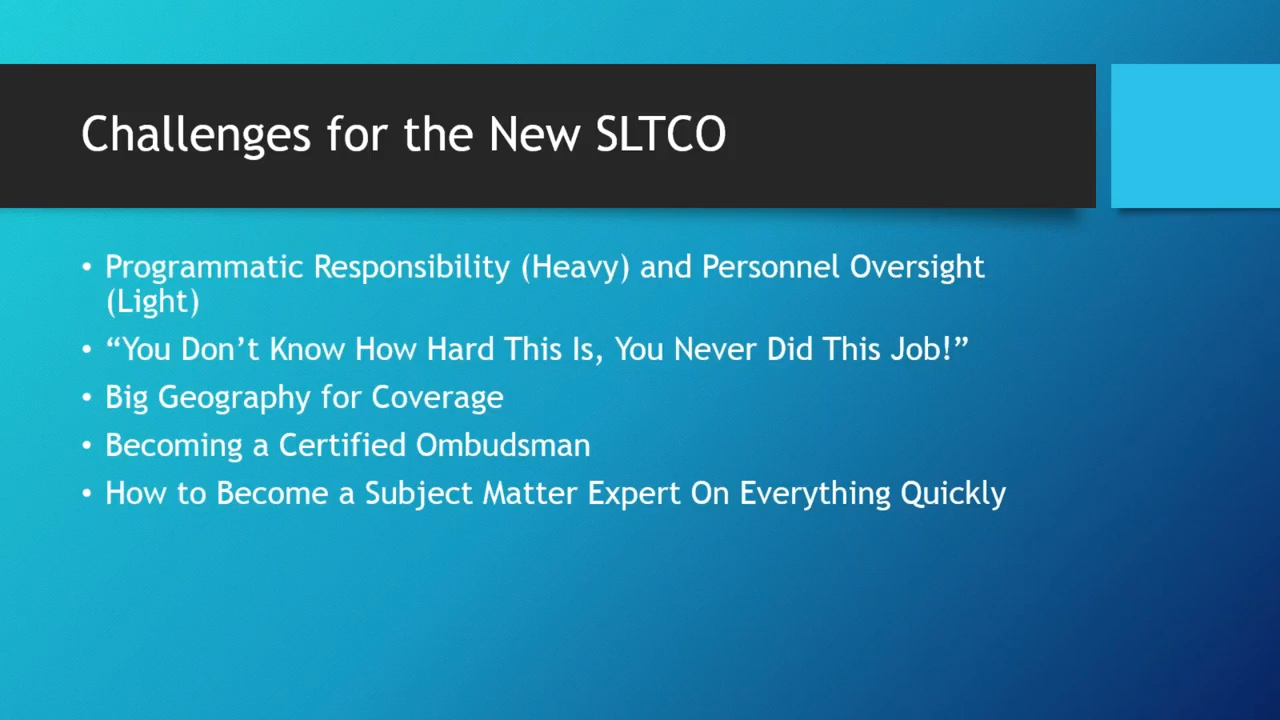 Challenges for the New SLTCO
• Programmatic Responsibility (Heavy) and Personnel Oversight
(Light)
• “You Don’t Know How Hard This Is, You Never Did This Job!”
• Big Geography for Coverage
• Becoming a Certified Ombudsman
• How to Become a Subject Matter Expert On Everything Quickly